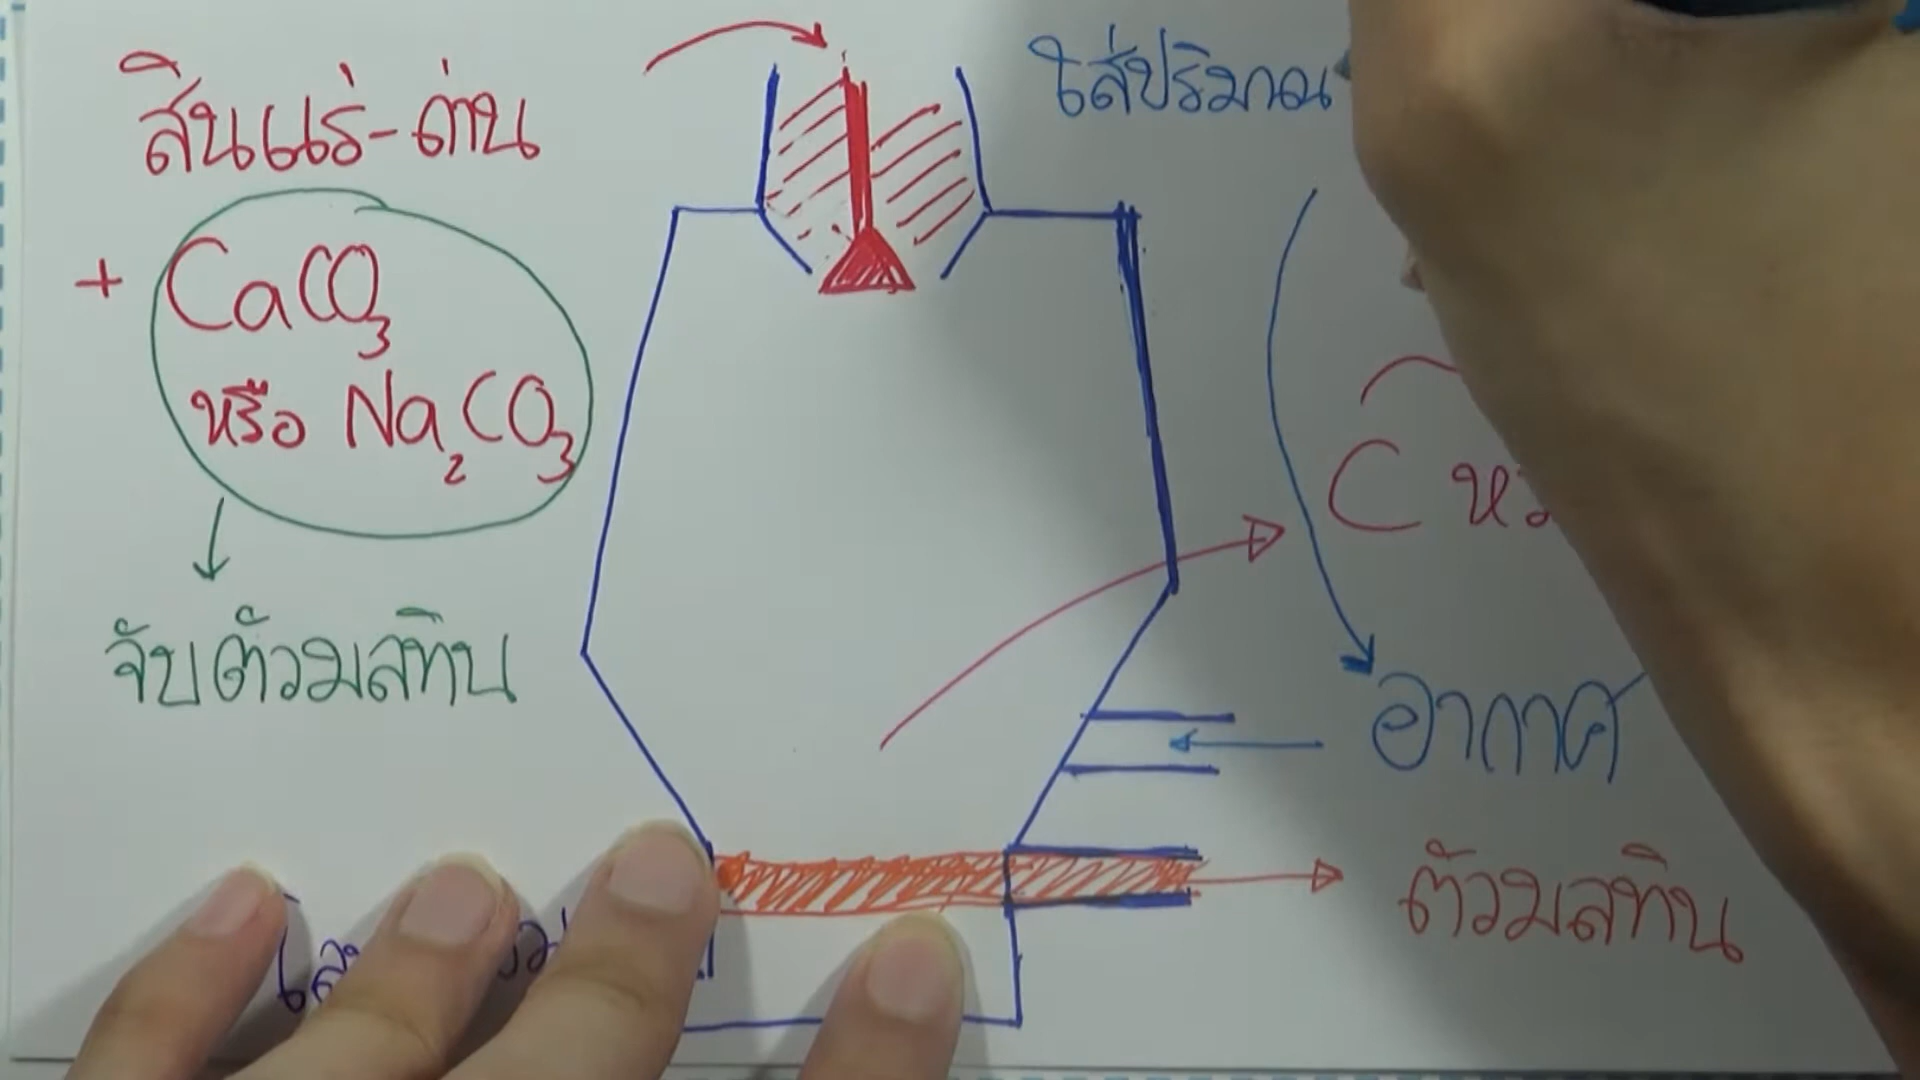 สินแร่-ถ่าน
+ CaCO₃
หรือ Na₂CO₃
จับตัวมลทิน
ใส่ปริมาณ
C
อากาศ
ตัวมลทิน